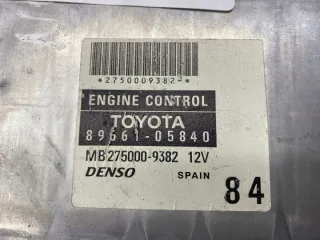 *2750009382*
ENGINE CONTROL
TOYOTA
89661-05840
MB275000-9382 12V
DENSO SPAIN 84